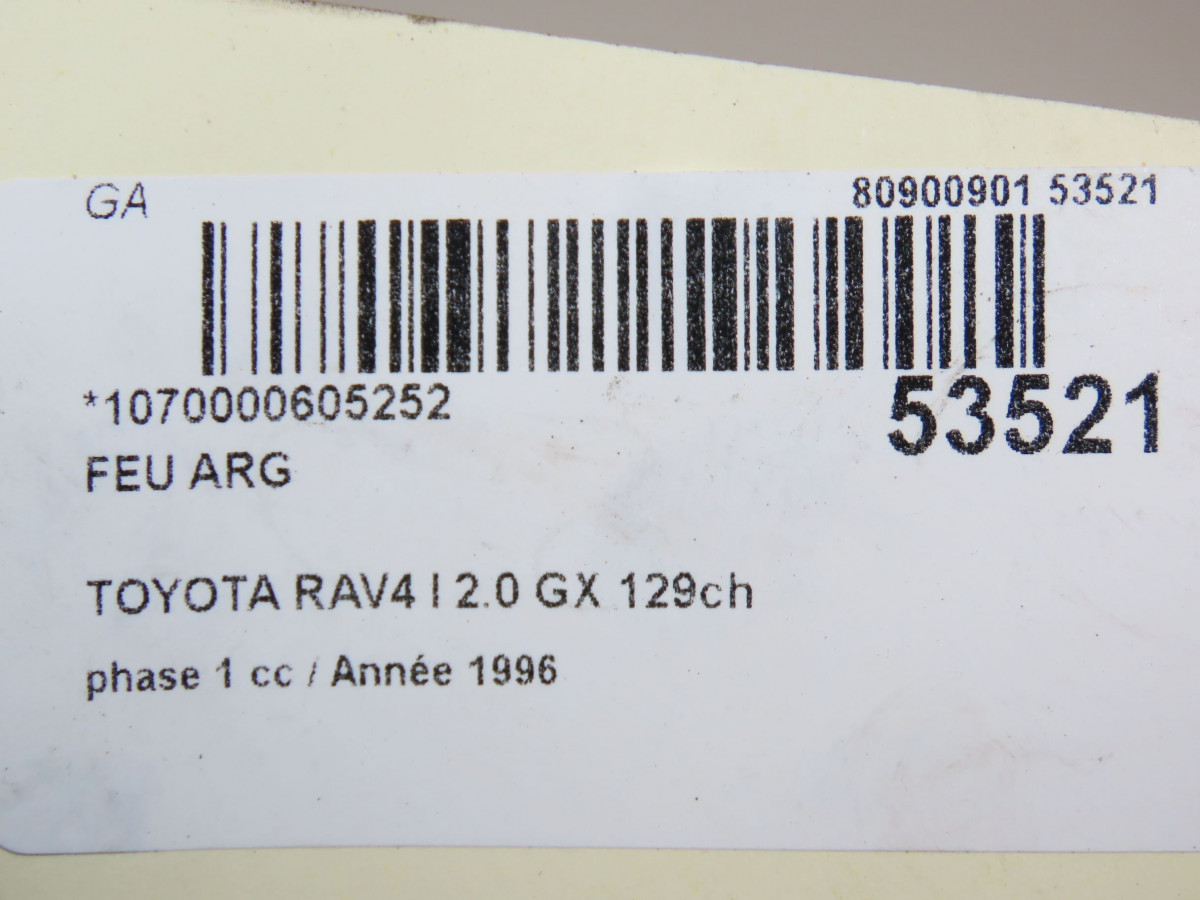 GA
80900901 53521
*1070000605252
53521
FEU ARG
TOYOTA RAV4 I 2.0 GX 129ch
phase 1 cc / Année 1996